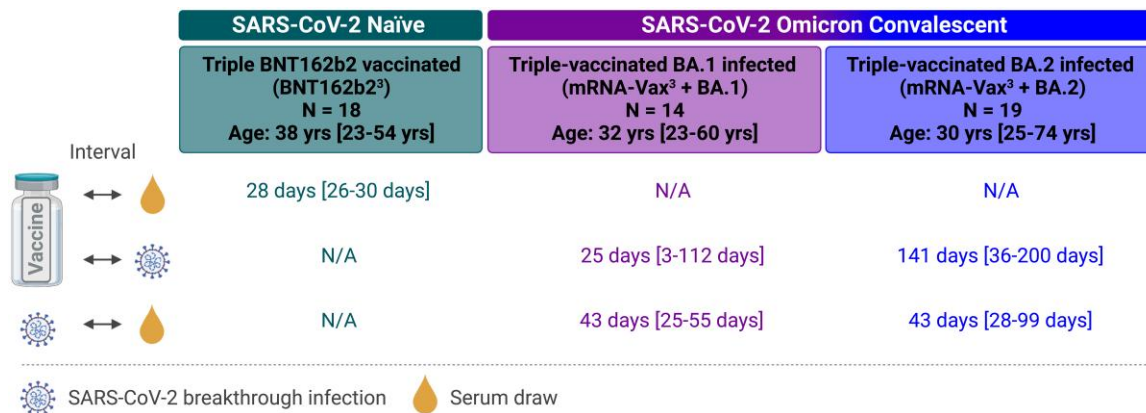 SARS-CoV-2 Naïve
SARS-CoV-2 Omicron Convalescent
Triple BNT162b2 vaccinated
(BNT162b2³)
N = 18
Age: 38 yrs [23-54 yrs]
Triple-vaccinated BA.1 infected
(mRNA-Vax³ + BA.1)
N = 14
Age: 32 yrs [23-60 yrs]
Triple-vaccinated BA.2 infected
(mRNA-Vax³ + BA.2)
N = 19
Age: 30 yrs [25-74 yrs]
Interval
Vaccine
28 days [26-30 days]
N/A
N/A
N/A
25 days [3-112 days]
141 days [36-200 days]
N/A
43 days [25-55 days]
43 days [28-99 days]
SARS-CoV-2 breakthrough infection
Serum draw